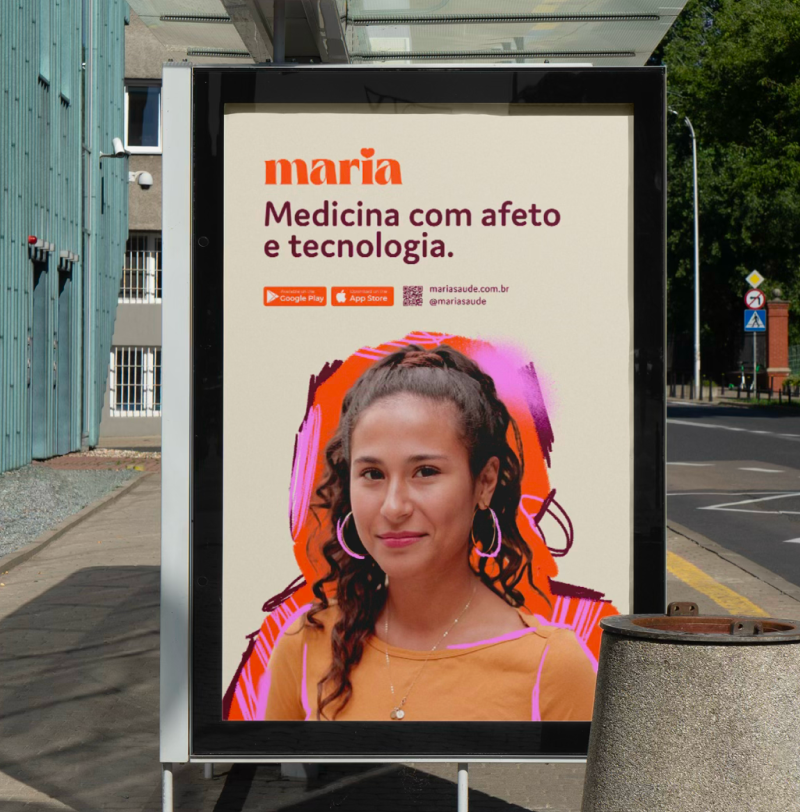 maria
Medicina com afeto
e tecnologia.
Google Play
App Store
mariasaude.com.br
@mariasaude